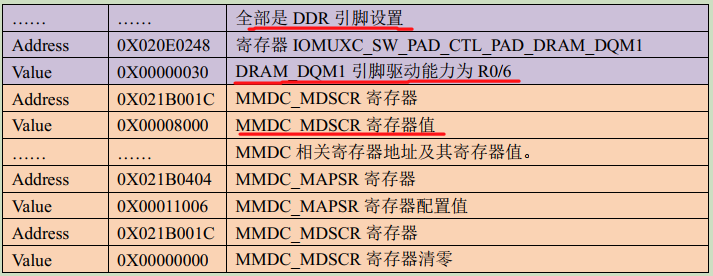 …… …… 全部是 DDR 引脚设置
Address 0X020E0248 寄存器 IOMUXC_SW_PAD_CTL_PAD_DRAM_DQM1
Value 0X00000030 DRAM_DQM1 引脚驱动能力为 R0/6
Address 0X021B001C MMDC_MDSCR 寄存器
Value 0X00008000 MMDC_MDSCR 寄存器值
…… …… MMDC 相关寄存器地址及其寄存器值。
Address 0X021B0404 MMDC_MAPSR 寄存器
Value 0X00011006 MMDC_MAPSR 寄存器配置值
Address 0X021B001C MMDC_MDSCR 寄存器
Value 0X00000000 MMDC_MDSCR 寄存器清零